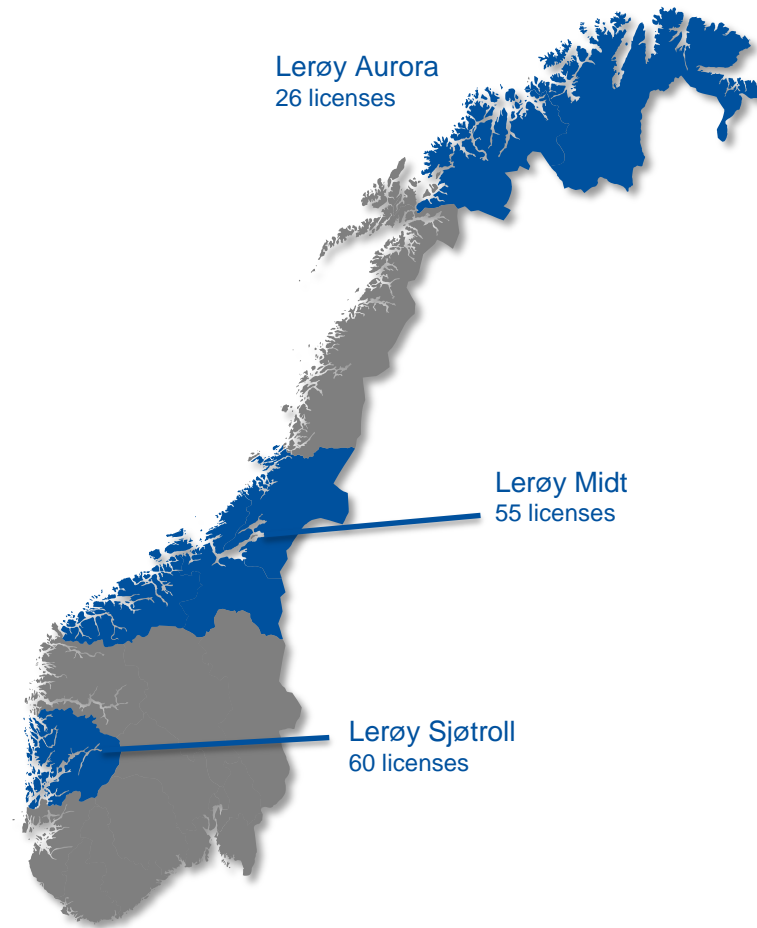 Lerøy Aurora
26 licenses
Lerøy Midt
55 licenses
Lerøy Sjøtroll
60 licenses